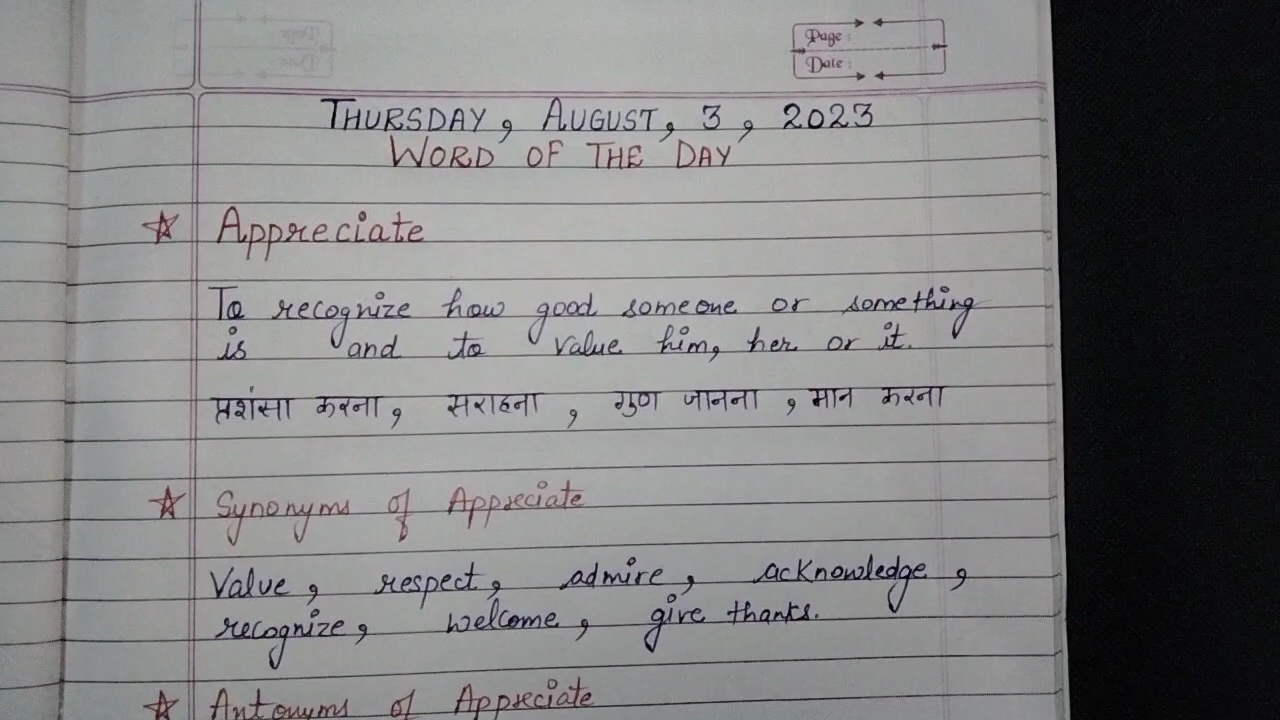 Page :
Date :
THURSDAY, AUGUST, 3, 2023
WORD OF THE DAY
☆ Appreciate
To recognize how good someone or something
is and to value him, her or it.
प्रशंसा करना, सराहना, गुण जानना, मान करना
☆ Synonyms of Appreciate
Value, respect, admire, acknowledge,
recognize, welcome, give thanks.
☆ Antonyms of Appreciate